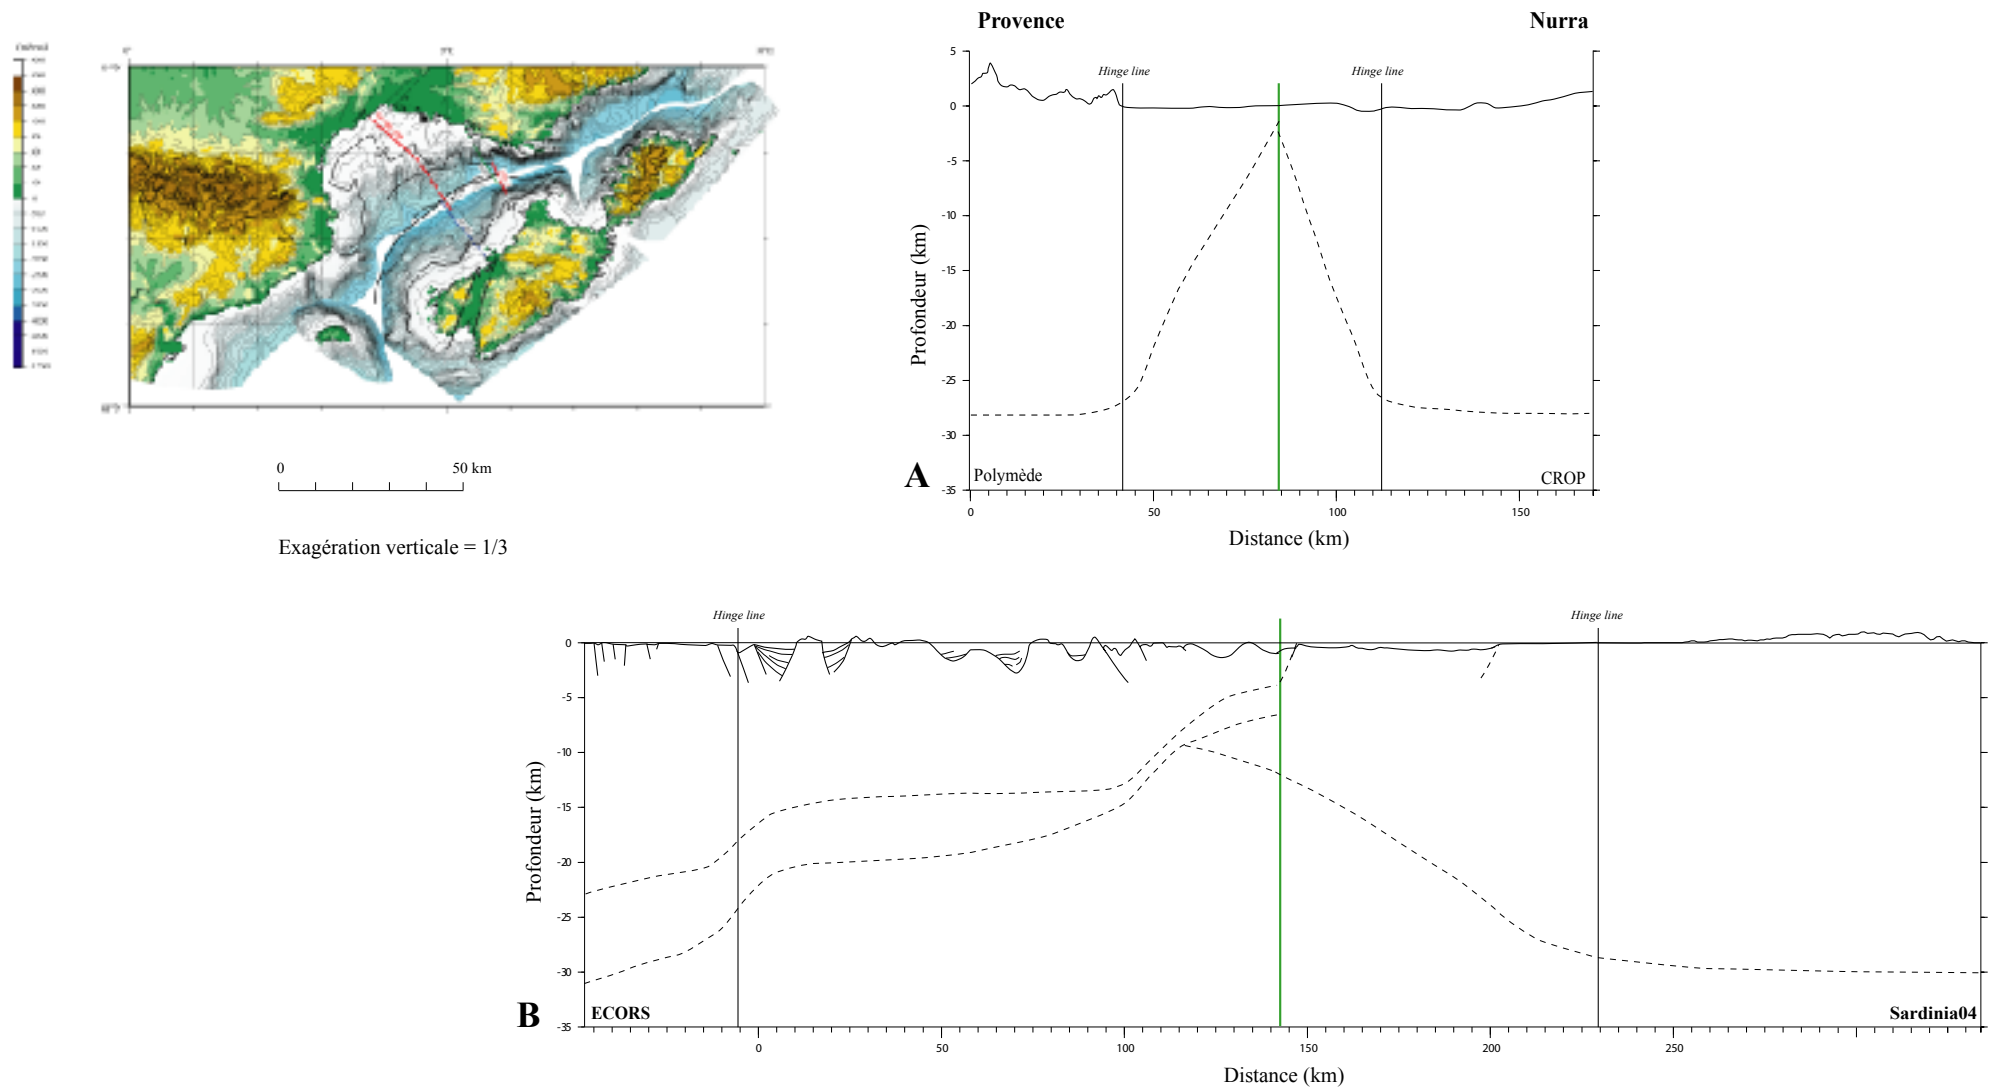 Provence
Nurra
5
Hinge line
Hinge line
0
-5
-10
-15
-20
-25
-30
-35
Profondeur (km)
A
Polymède
CROP
0
50
100
150
Distance (km)
0
50 km
Exagération verticale = 1/3
Hinge line
Hinge line
0
-5
-10
-15
-20
-25
-30
-35
Profondeur (km)
B
ECORS
Sardinia04
0
50
100
150
200
250
Distance (km)